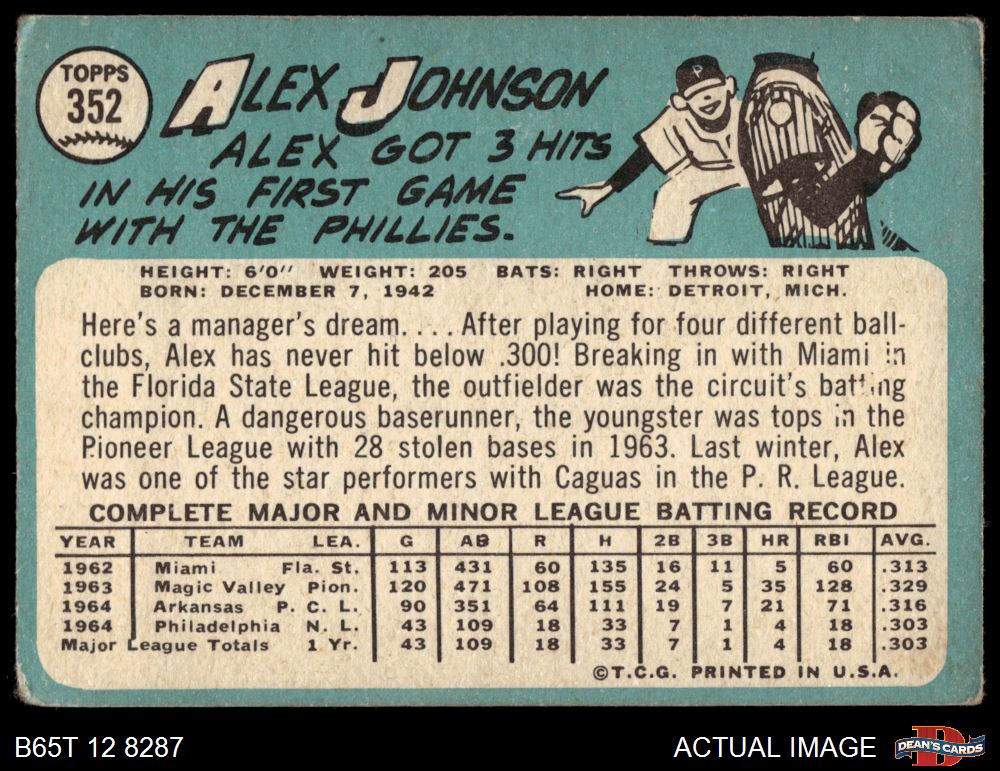 TOPPS
352
ALEX JOHNSON
ALEX GOT 3 HITS
IN HIS FIRST GAME
WITH THE PHILLIES.
P
HEIGHT: 6'0" WEIGHT: 205 BATS: RIGHT THROWS: RIGHT
BORN: DECEMBER 7, 1942 HOME: DETROIT, MICH.
Here's a manager's dream. . . . After playing for four different ball-
clubs, Alex has never hit below .300! Breaking in with Miami in
the Florida State League, the outfielder was the circuit's batting
champion. A dangerous baserunner, the youngster was tops in the
Pioneer League with 28 stolen bases in 1963. Last winter, Alex
was one of the star performers with Caguas in the P. R. League.
COMPLETE MAJOR AND MINOR LEAGUE BATTING RECORD
YEAR TEAM LEA. G AB R H 2B 3B HR RBI AVG.
1962 Miami Fla. St. 113 431 60 135 16 11 5 60 .313
1963 Magic Valley Pion. 120 471 108 155 24 5 35 128 .329
1964 Arkansas P. C. L. 90 351 64 111 19 7 21 71 .316
1964 Philadelphia N. L. 43 109 18 33 7 1 4 18 .303
Major League Totals 1 Yr. 43 109 18 33 7 1 4 18 .303
©T.C.G. PRINTED IN U.S.A.
B65T 12 8287 ACTUAL IMAGE D DEAN'S CARDS